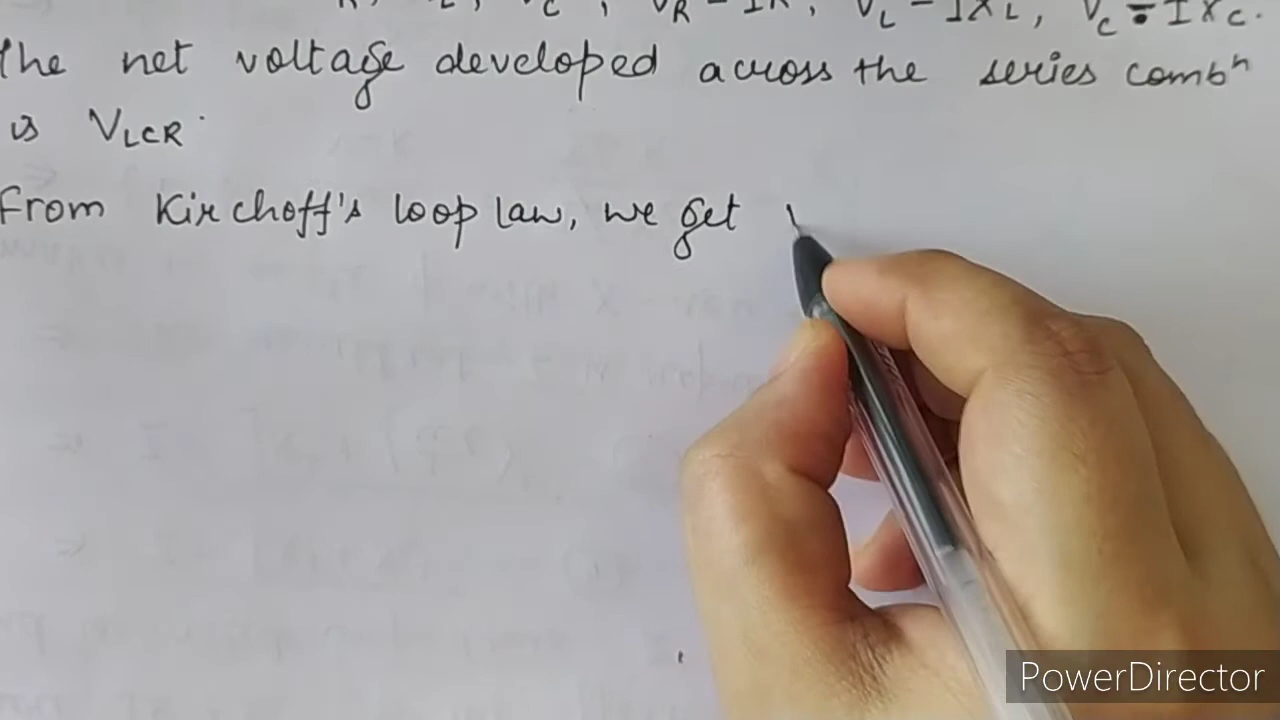 V_R = IR, V_L = IX_L, V_C = IX_C.
The net voltage developed across the series combⁿ
is V_LCR.
From Kirchoff's loop law, we get
PowerDirector